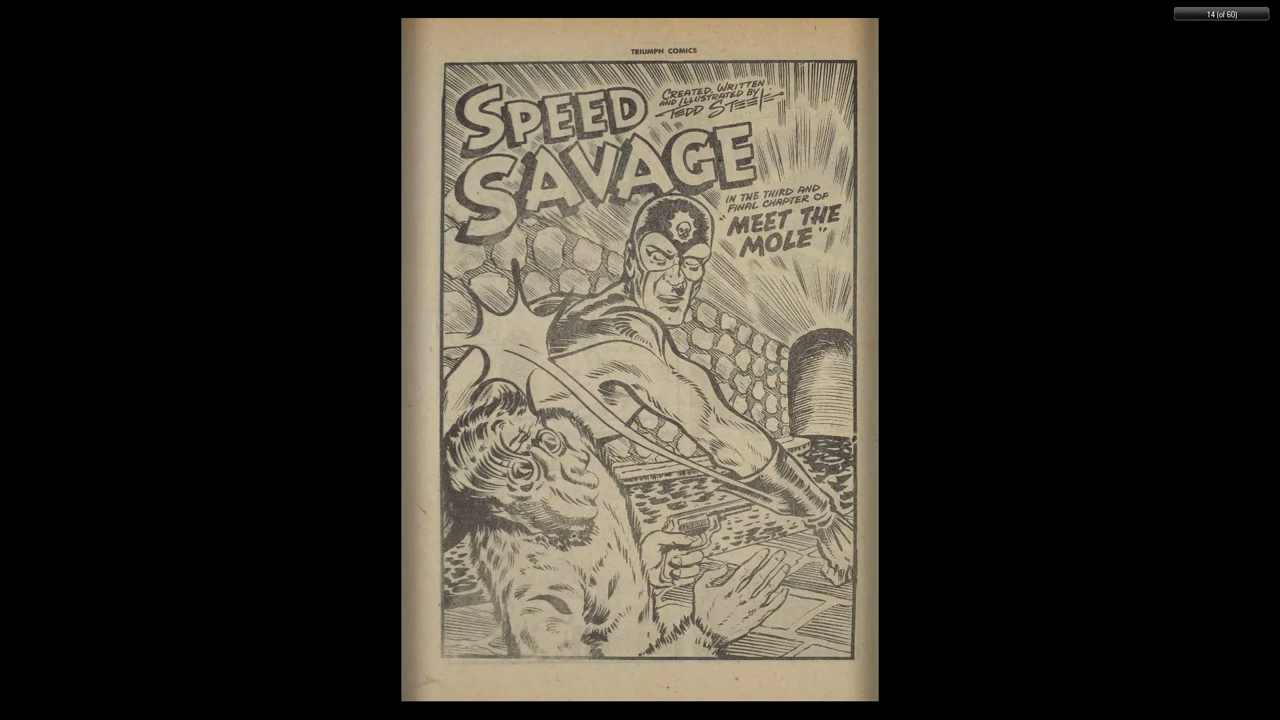 14 (of 60)
TRIUMPH COMICS
SPEED
SAVAGE
CREATED, WRITTEN
AND ILLUSTRATED BY
TEDD STEELE
IN THE THIRD AND
FINAL CHAPTER OF
"MEET THE
MOLE"